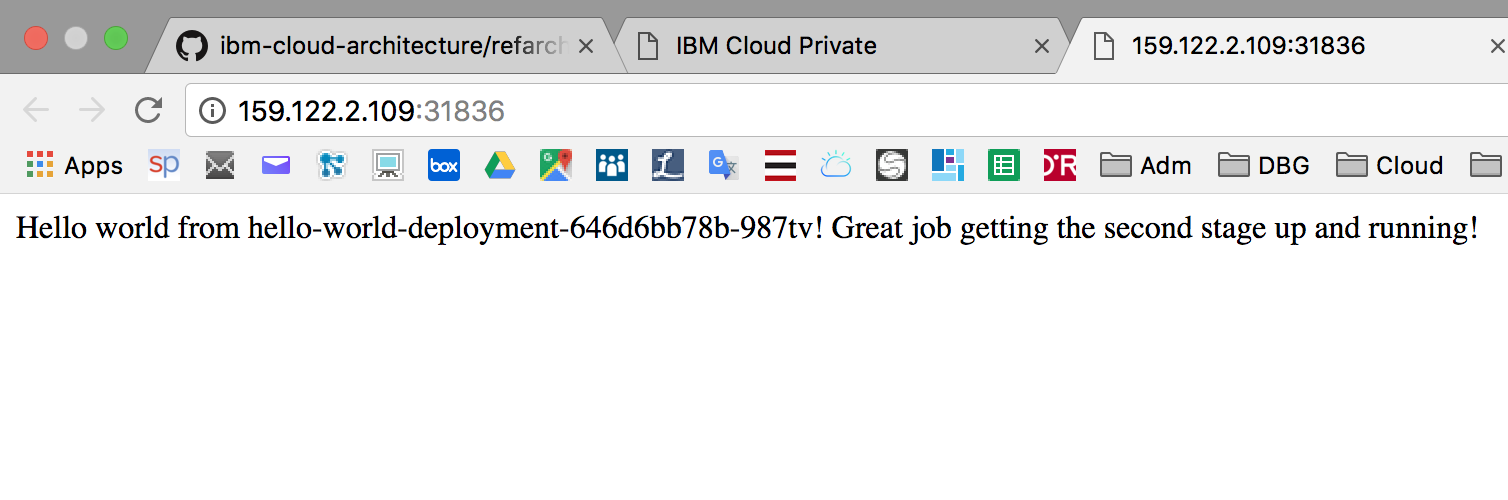 ibm-cloud-architecture/refarch
IBM Cloud Private
159.122.2.109:31836
159.122.2.109:31836
Apps sp box G L G S D'R Adm DBG Cloud
Hello world from hello-world-deployment-646d6bb78b-987tv! Great job getting the second stage up and running!